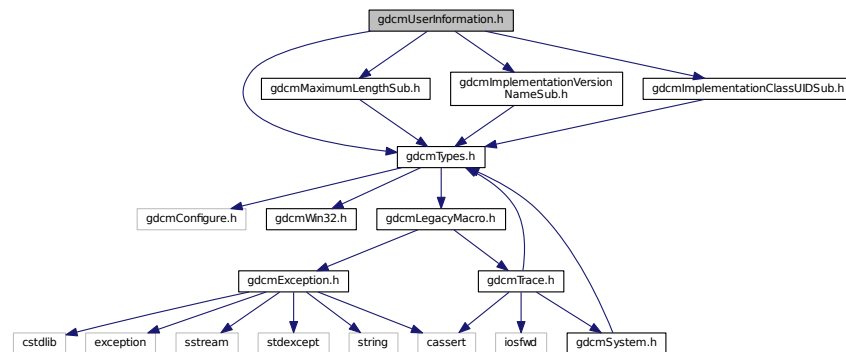 gdcmUserInformation.h
gdcmMaximumLengthSub.h
gdcmImplementationVersion
NameSub.h
gdcmImplementationClassUIDSub.h
gdcmTypes.h
gdcmConfigure.h
gdcmWin32.h
gdcmLegacyMacro.h
gdcmException.h
gdcmTrace.h
cstdlib
exception
sstream
stdexcept
string
cassert
iosfwd
gdcmSystem.h